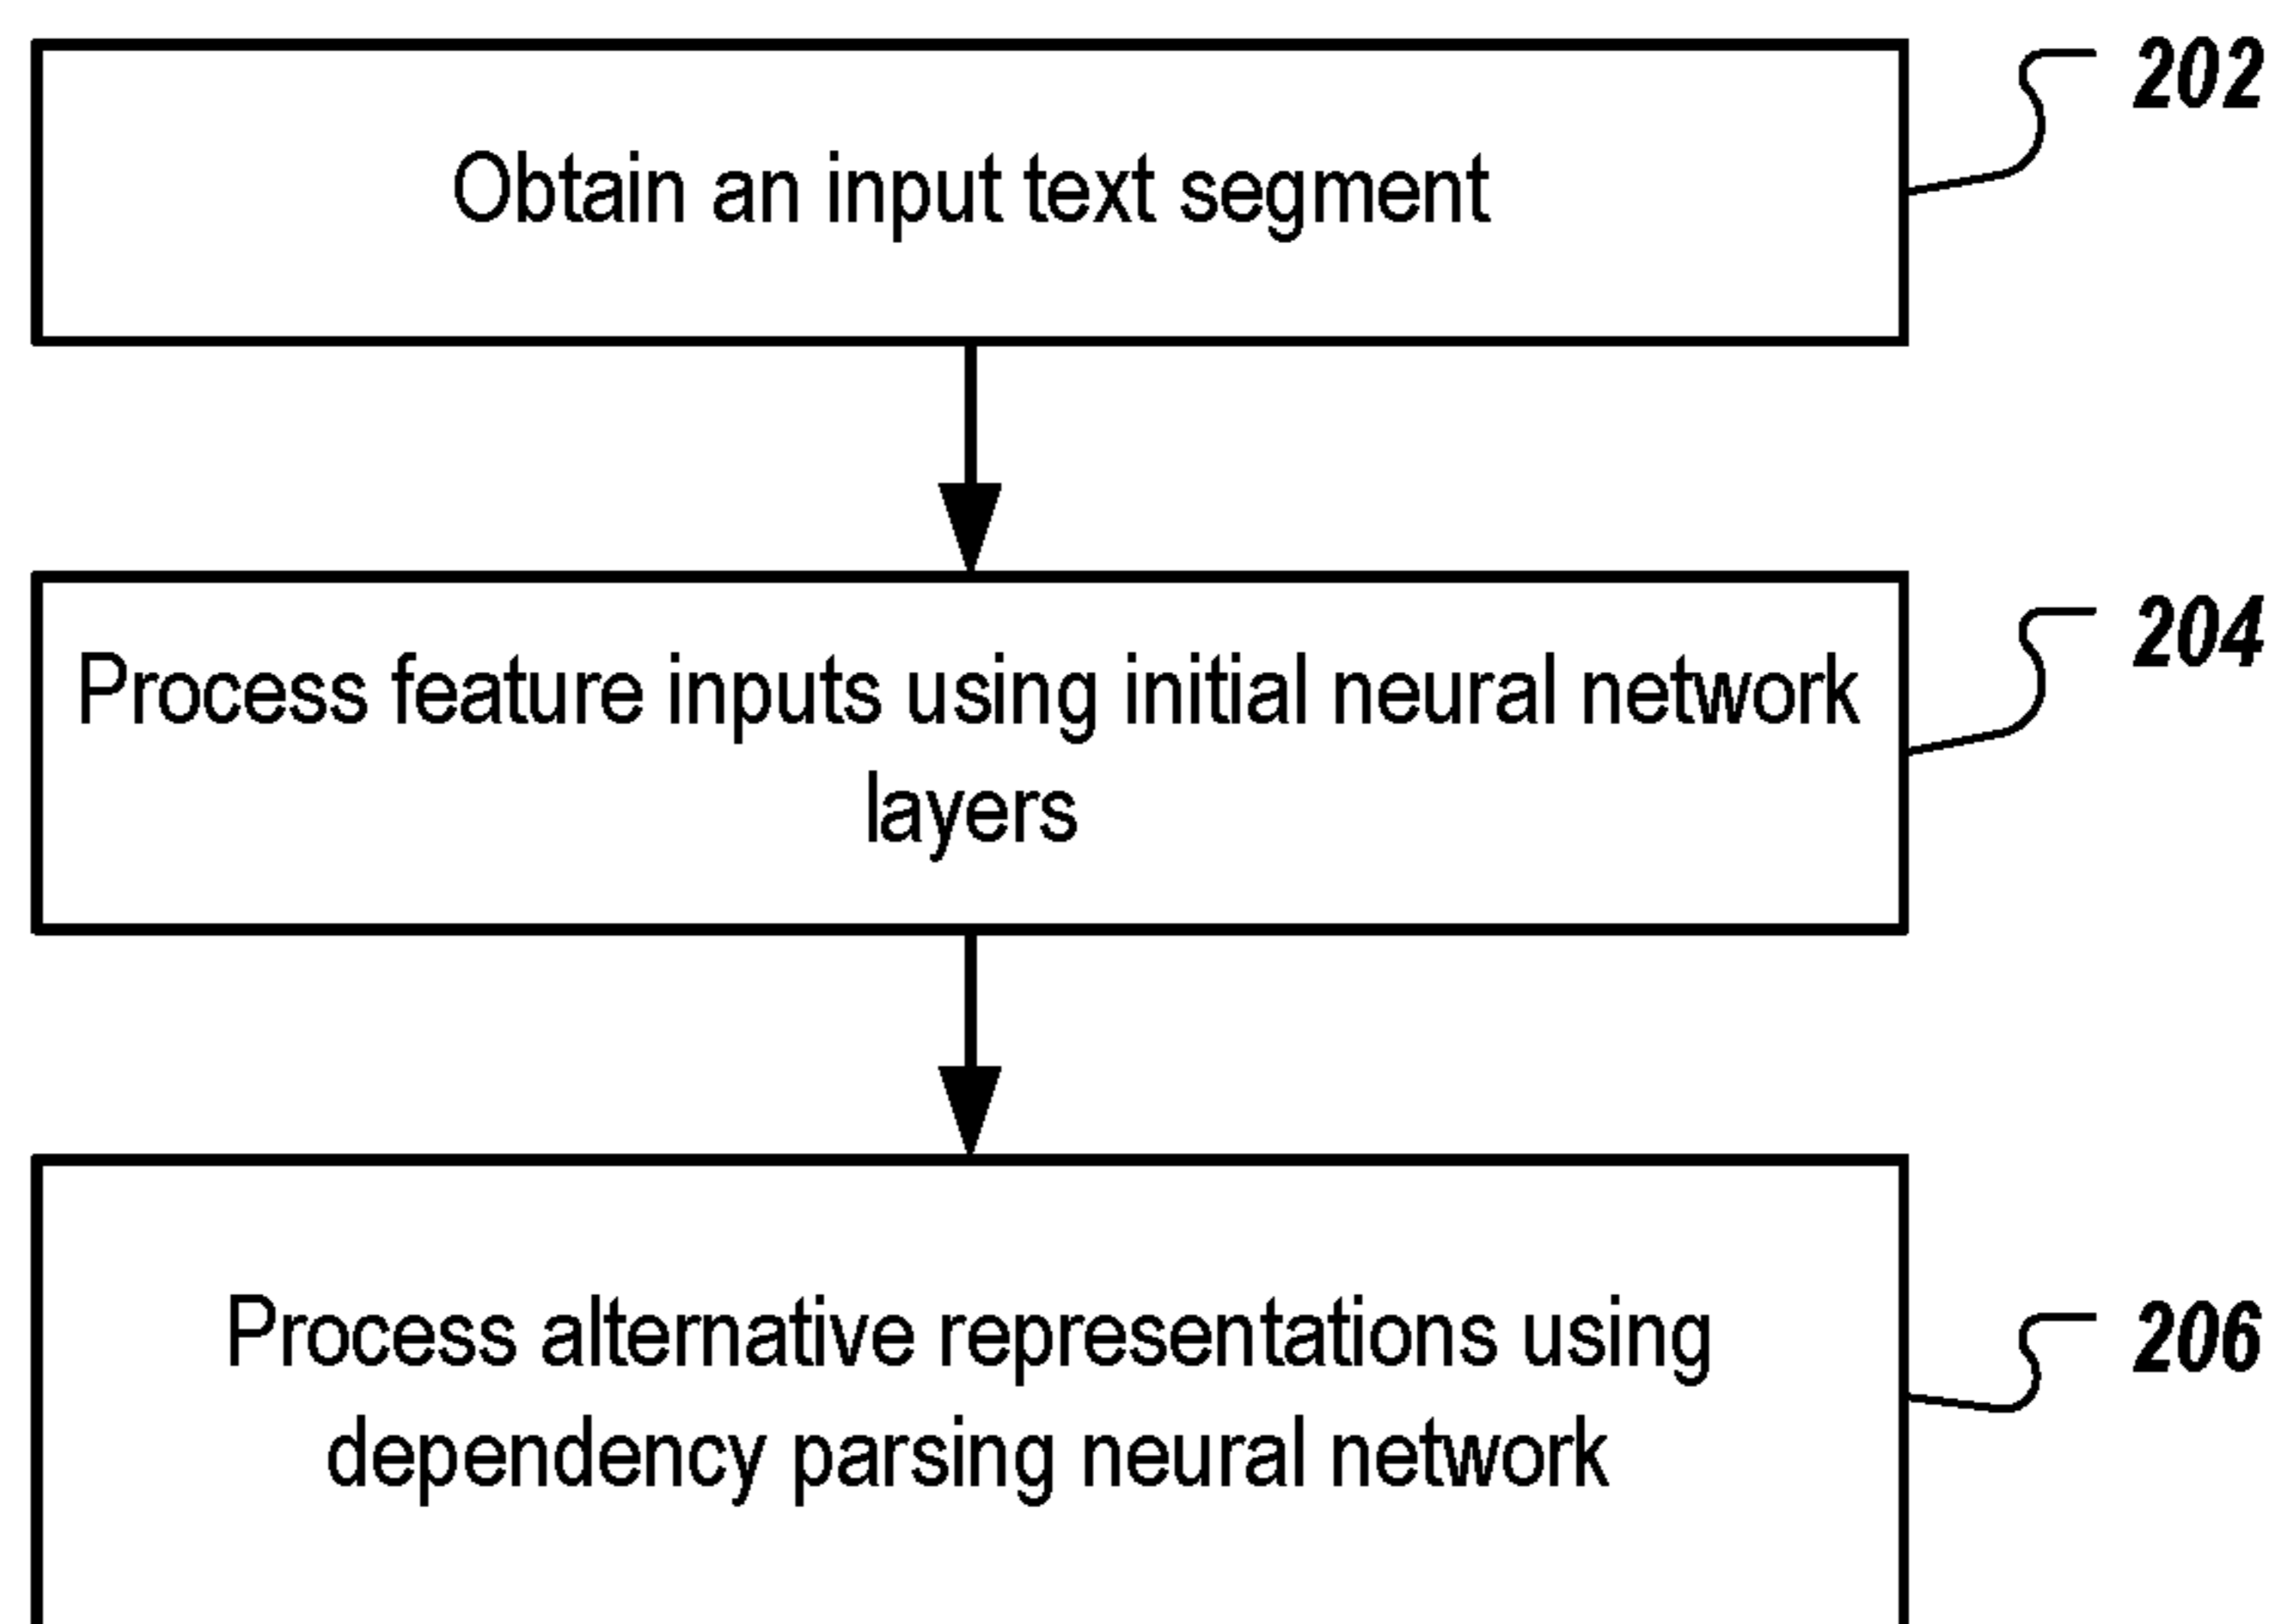 Obtain an input text segment
202
Process feature inputs using initial neural network
layers
204
Process alternative representations using
dependency parsing neural network
206